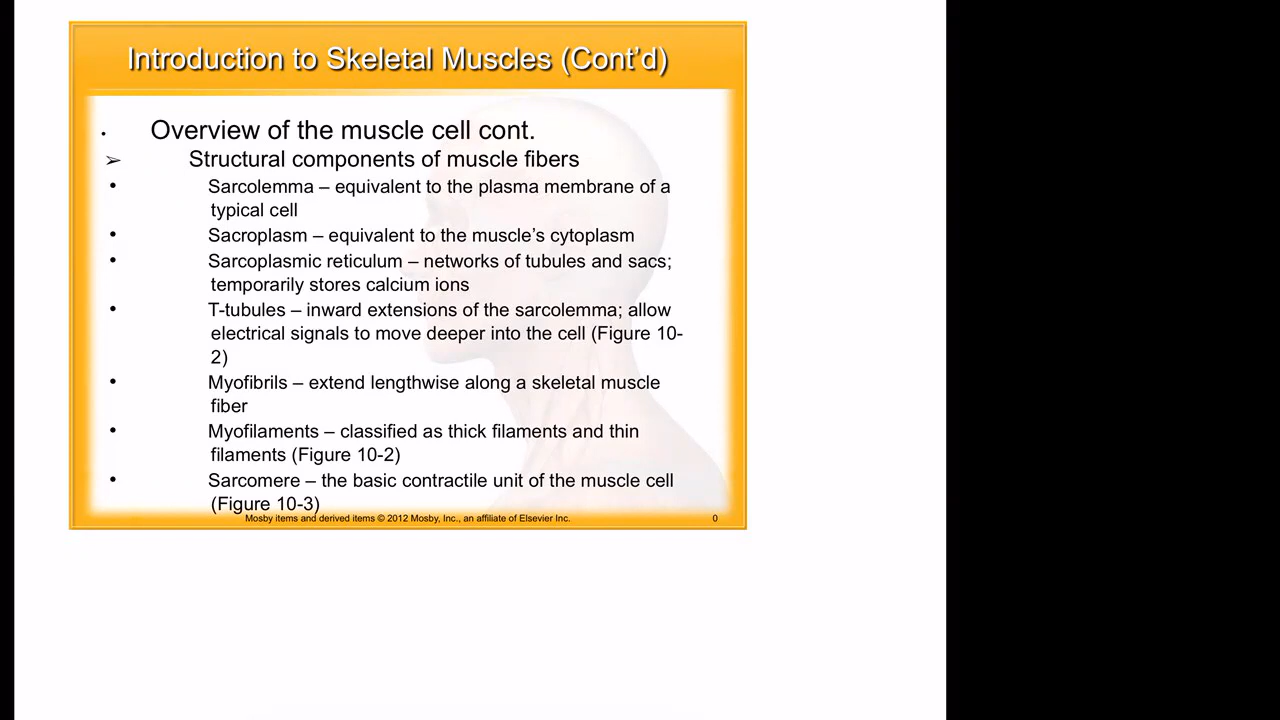 Introduction to Skeletal Muscles (Cont’d)
• Overview of the muscle cell cont.
➢ Structural components of muscle fibers
• Sarcolemma – equivalent to the plasma membrane of a
typical cell
• Sacroplasm – equivalent to the muscle’s cytoplasm
• Sarcoplasmic reticulum – networks of tubules and sacs;
temporarily stores calcium ions
• T-tubules – inward extensions of the sarcolemma; allow
electrical signals to move deeper into the cell (Figure 10-
2)
• Myofibrils – extend lengthwise along a skeletal muscle
fiber
• Myofilaments – classified as thick filaments and thin
filaments (Figure 10-2)
• Sarcomere – the basic contractile unit of the muscle cell
(Figure 10-3)
Mosby items and derived items © 2012 Mosby, Inc., an affiliate of Elsevier Inc. 0